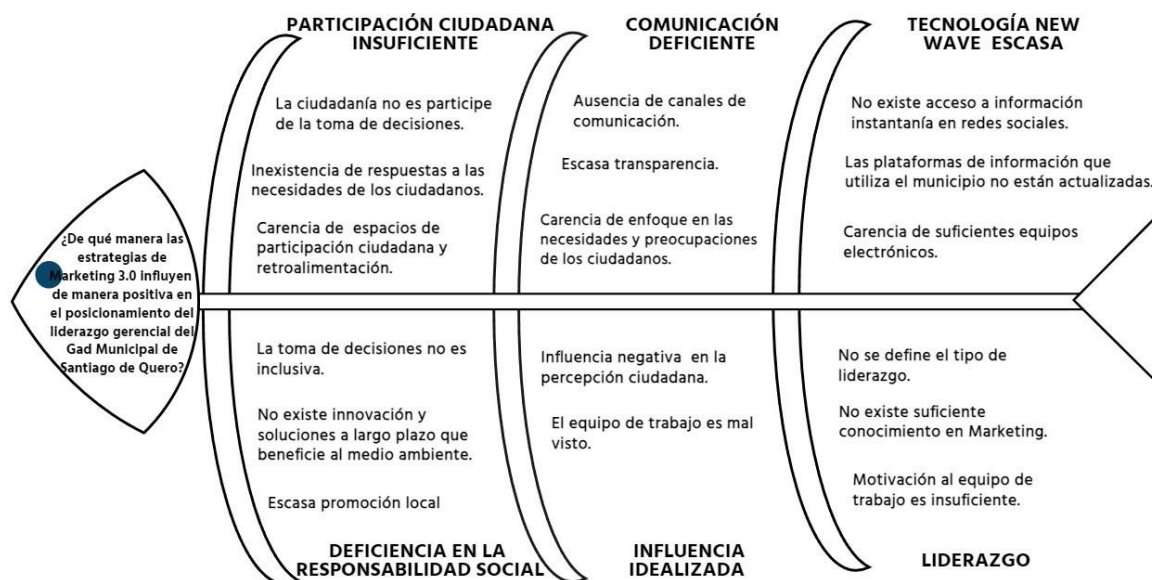 PARTICIPACIÓN CIUDADANA
INSUFICIENTE
COMUNICACIÓN
DEFICIENTE
TECNOLOGÍA NEW
WAVE ESCASA
La ciudadanía no es participe
de la toma de decisiones.
Inexistencia de respuestas a las
necesidades de los ciudadanos.
Carencia de espacios de
participación ciudadana y
retroalimentación.
Ausencia de canales de
comunicación.
Escasa transparencia.
Carencia de enfoque en las
necesidades y preocupaciones
de los ciudadanos.
No existe acceso a información
instantanía en redes sociales.
Las plataformas de información que
utiliza el municipio no están actualizadas.
Carencia de suficientes equipos
electrónicos.
¿De qué manera las
estrategias de
Marketing 3.0 influyen
de manera positiva en
el posicionamiento del
liderazgo gerencial del
Gad Municipal de
Santiago de Quero?
La toma de decisiones no es
inclusiva.
No existe innovación y
soluciones a largo plazo que
beneficie al medio ambiente.
Escasa promoción local
Influencia negativa en la
percepción ciudadana.
El equipo de trabajo es mal
visto.
No se define el tipo de
liderazgo.
No existe suficiente
conocimiento en Marketing.
Motivación al equipo de
trabajo es insuficiente.
DEFICIENCIA EN LA
RESPONSABILIDAD SOCIAL
INFLUENCIA
IDEALIZADA
LIDERAZGO